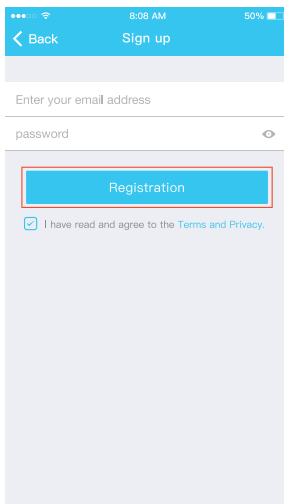 8:08 AM 50%
Back Sign up
Enter your email address
password
Registration
I have read and agree to the Terms and Privacy.